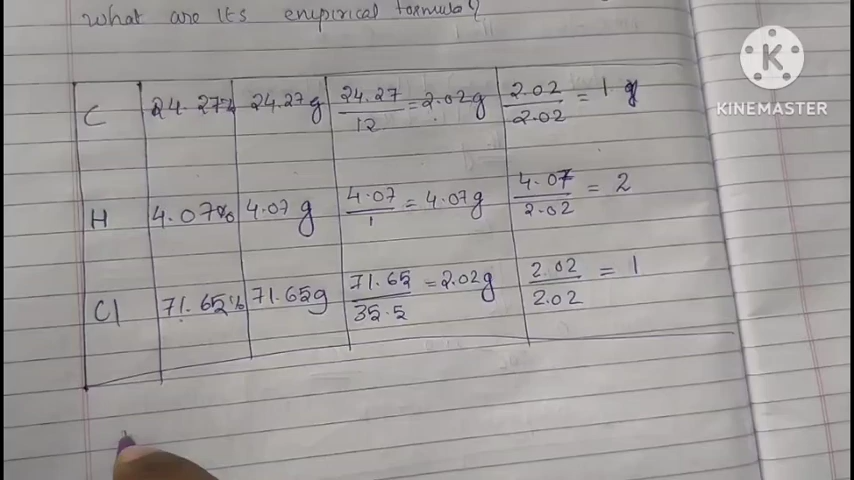 what are its empirical formula?
C 24.27% 24.27g 24.27/12 = 2.02g 2.02/2.02 = 1
H 4.07% 4.07 g 4.07/1 = 4.07g 4.07/2.02 = 2
Cl 71.65% 71.65g 71.65/35.5 = 2.02g 2.02/2.02 = 1
K
KINEMASTER